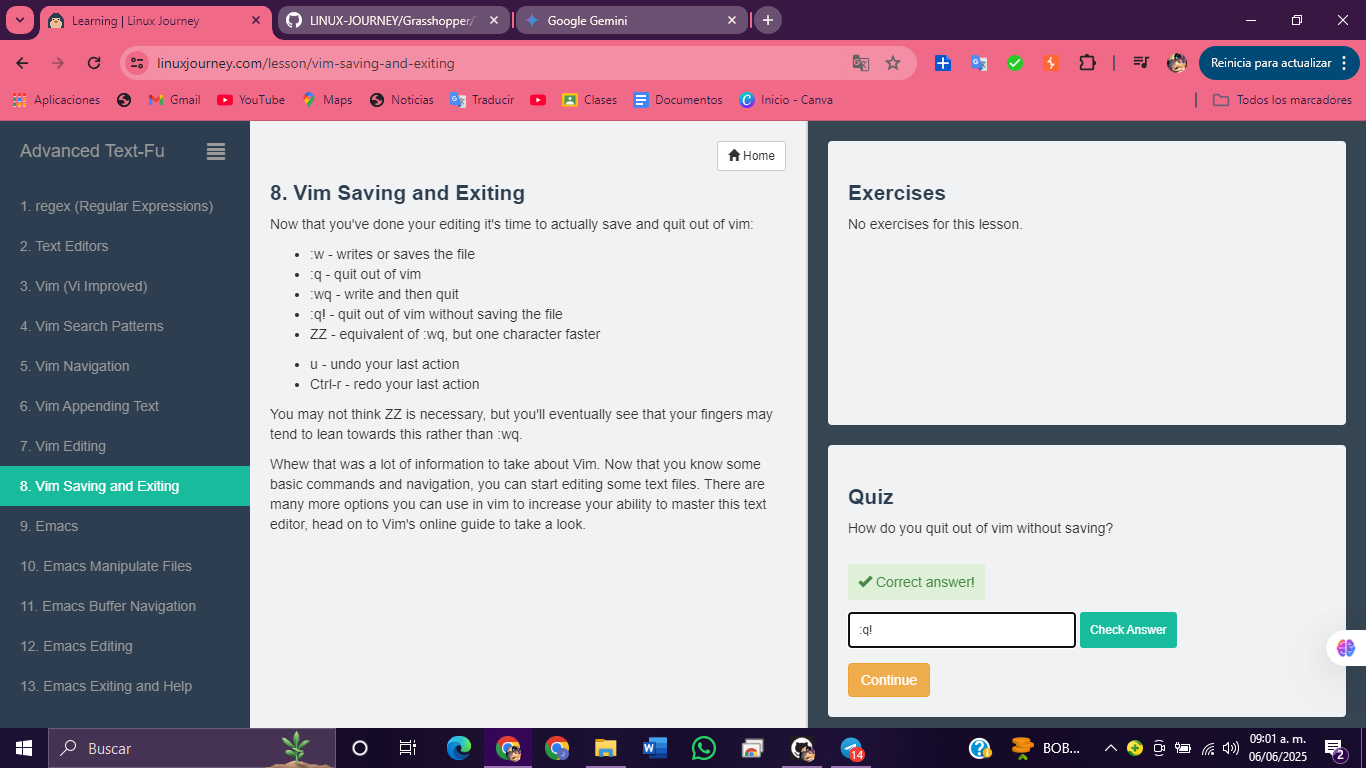 Learning | Linux Journey
LINUX-JOURNEY/Grasshopper/
Google Gemini
linuxjourney.com/lesson/vim-saving-and-exiting
Reinicia para actualizar
Aplicaciones
Gmail
YouTube
Maps
Noticias
Traducir
Clases
Documentos
Inicio - Canva
Todos los marcadores
Advanced Text-Fu
1. regex (Regular Expressions)
2. Text Editors
3. Vim (Vi Improved)
4. Vim Search Patterns
5. Vim Navigation
6. Vim Appending Text
7. Vim Editing
8. Vim Saving and Exiting
9. Emacs
10. Emacs Manipulate Files
11. Emacs Buffer Navigation
12. Emacs Editing
13. Emacs Exiting and Help
Home
8. Vim Saving and Exiting
Now that you've done your editing it's time to actually save and quit out of vim:
• :w - writes or saves the file
• :q - quit out of vim
• :wq - write and then quit
• :q! - quit out of vim without saving the file
• ZZ - equivalent of :wq, but one character faster
• u - undo your last action
• Ctrl-r - redo your last action
You may not think ZZ is necessary, but you'll eventually see that your fingers may
tend to lean towards this rather than :wq.
Whew that was a lot of information to take about Vim. Now that you know some
basic commands and navigation, you can start editing some text files. There are
many more options you can use in vim to increase your ability to master this text
editor, head on to Vim's online guide to take a look.
Exercises
No exercises for this lesson.
Quiz
How do you quit out of vim without saving?
Correct answer!
:q!
Check Answer
Continue
Buscar
14
BOB...
09:01 a. m.
06/06/2025
2